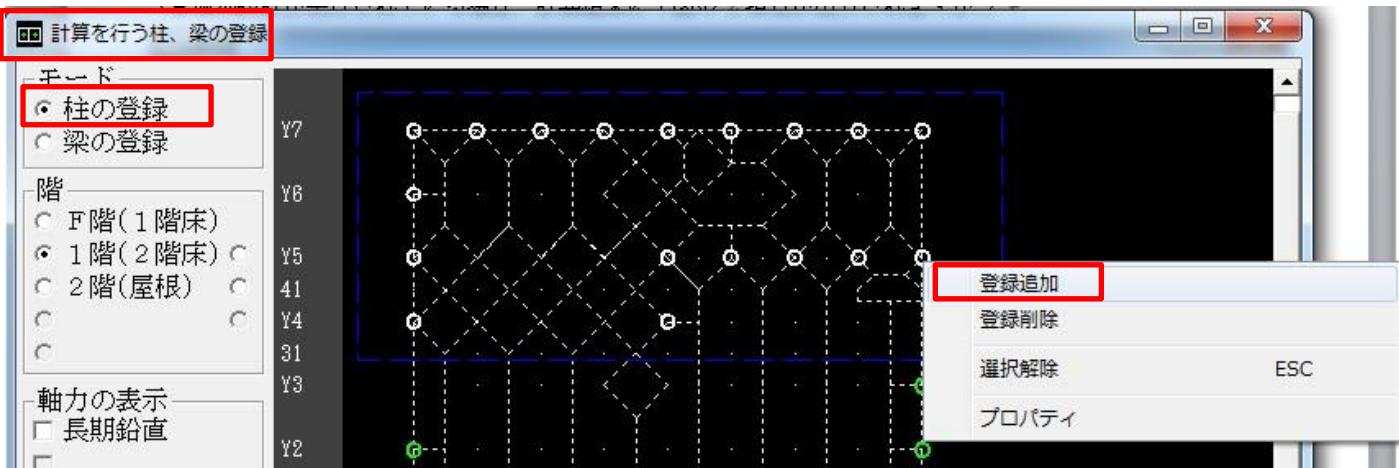 計算を行う柱、梁の登録
モード
柱の登録
梁の登録
階
F階(1階床)
1階(2階床)
2階(屋根)
軸力の表示
長期鉛直
Y7
Y6
Y5
41
Y4
31
Y3
Y2
登録追加
登録削除
選択解除 ESC
プロパティ